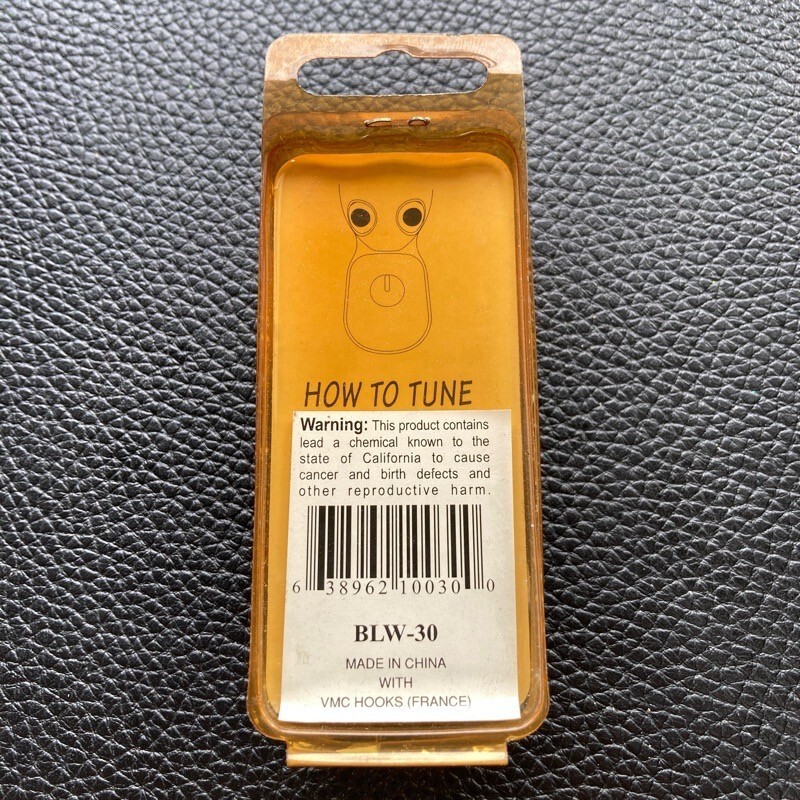 HOW TO TUNE
Warning: This product contains
lead a chemical known to the
state of California to cause
cancer and birth defects and
other reproductive harm.
6 38962 10030 0
BLW-30
MADE IN CHINA
WITH
VMC HOOKS (FRANCE)